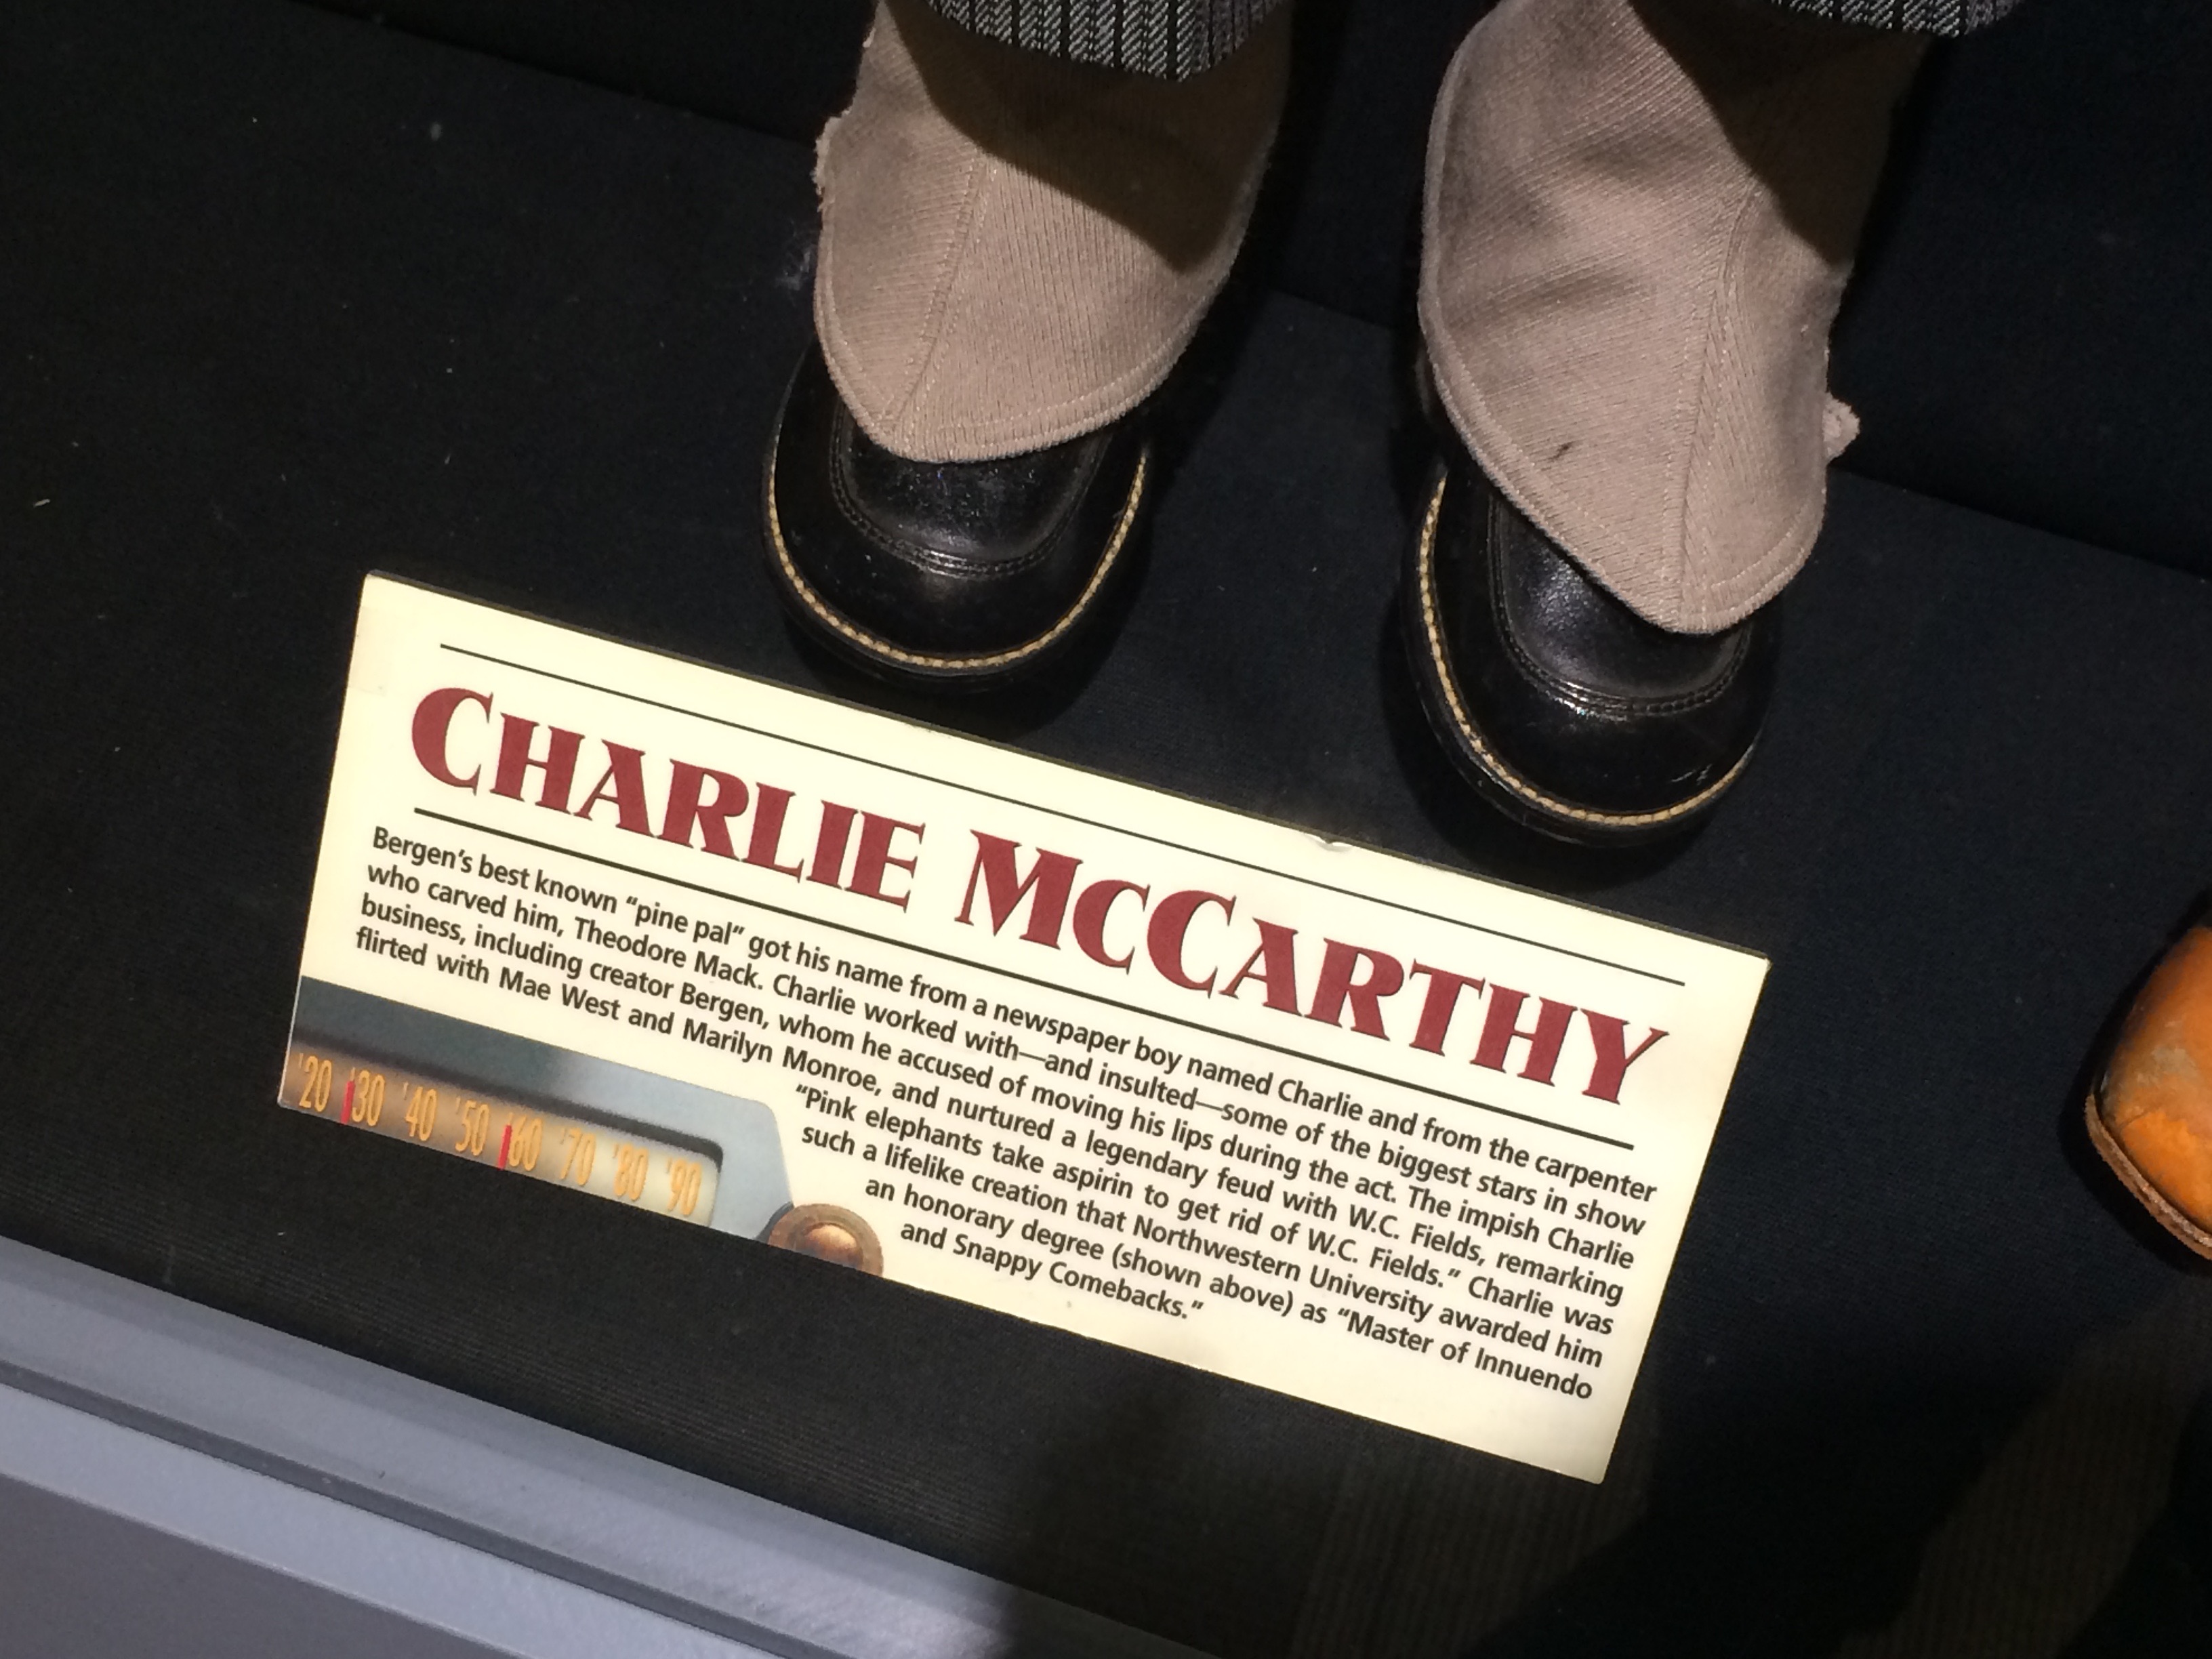 CHARLIE MCCARTHY
Bergen's best known “pine pal” got his name from a newspaper boy named Charlie and from the carpenter
who carved him, Theodore Mack. Charlie worked with—and insulted—some of the biggest stars in show
business, including creator Bergen, whom he accused of moving his lips during the act. The impish Charlie
flirted with Mae West and Marilyn Monroe, and nurtured a legendary feud with W.C. Fields, remarking
“Pink elephants take aspirin to get rid of W.C. Fields.” Charlie was
such a lifelike creation that Northwestern University awarded him
an honorary degree (shown above) as “Master of Innuendo
and Snappy Comebacks.”
'20 '30 '40 '50 '60 '70 '80 '90